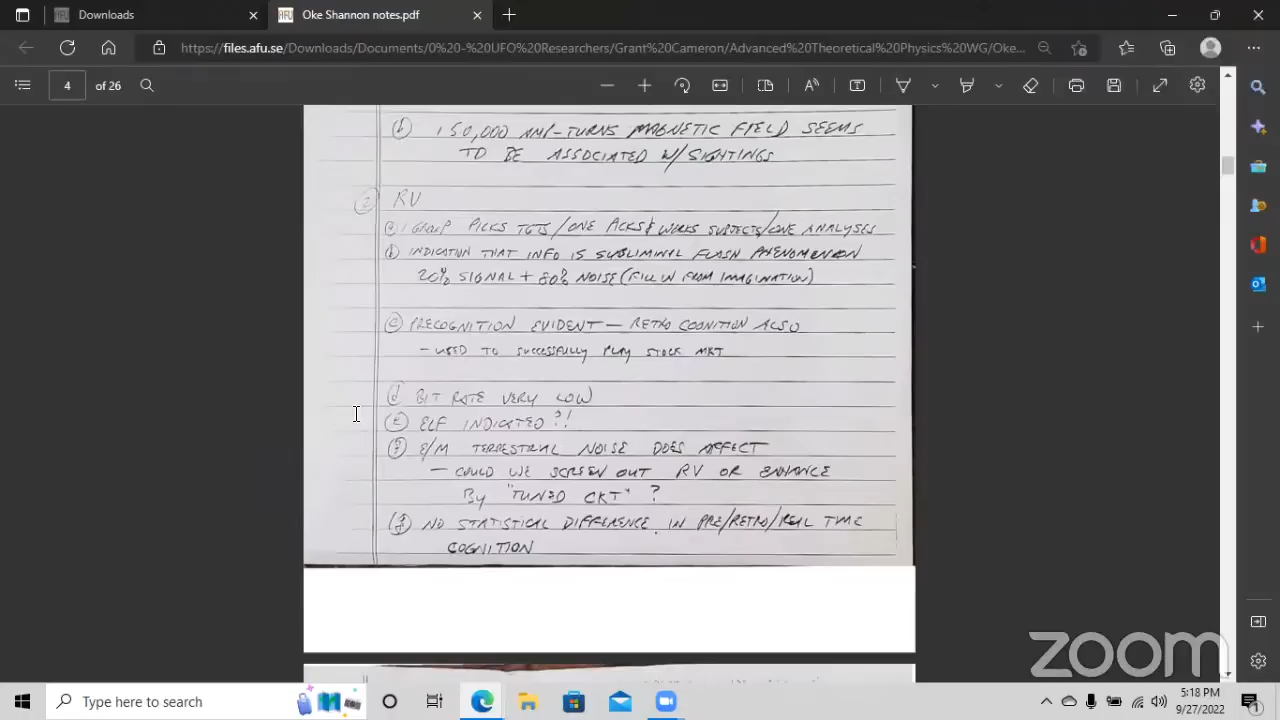 Downloads
Oke Shannon notes.pdf
https://files.afu.se/Downloads/Documents/0%20-%20UFO%20Researchers/Grant%20Cameron/Advanced%20Theoretical%20Physics%20WG/Oke...
4 of 26
(b) 150,000 AMP-TURNS MAGNETIC FIELD SEEMS
TO BE ASSOCIATED W/SIGHTINGS
(2) RV
(a) 1 GROUP PICKS TGTS/ONE PICKS & WORKS SUBJECTS/ONE ANALYSES
(b) INDICATION THAT INFO IS SUBLIMINAL FLASH PHENOMENON
20% SIGNAL + 80% NOISE (FILL IN FROM IMAGINATION)
(c) PRECOGNITION EVIDENT — RETRO COGNITION ALSO
- USED TO SUCCESSFULLY PLAY STOCK MKT
(d) BIT RATE VERY LOW
(e) ELF INDICATED ?!
(f) E/M TERRESTRIAL NOISE DOES AFFECT
— COULD WE SCREEN OUT RV OR ENHANCE
By "TUNED CKT" ?
(g) NO STATISTICAL DIFFERENCE IN PRE/RETRO/REAL TIME
COGNITION
zoom
Type here to search
5:18 PM
9/27/2022